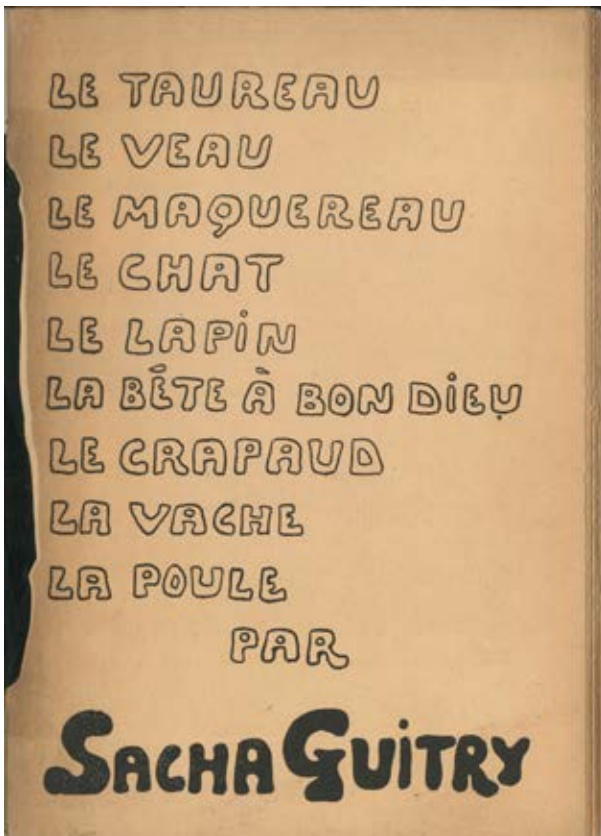 LE TAUREAU
LE VEAU
LE MAQUEREAU
LE CHAT
LE LAPiN
LA BÊTE À BON DiEU
LE CRAPAUD
LA VACHE
LA POULE
PAR
SACHA GUiTRY